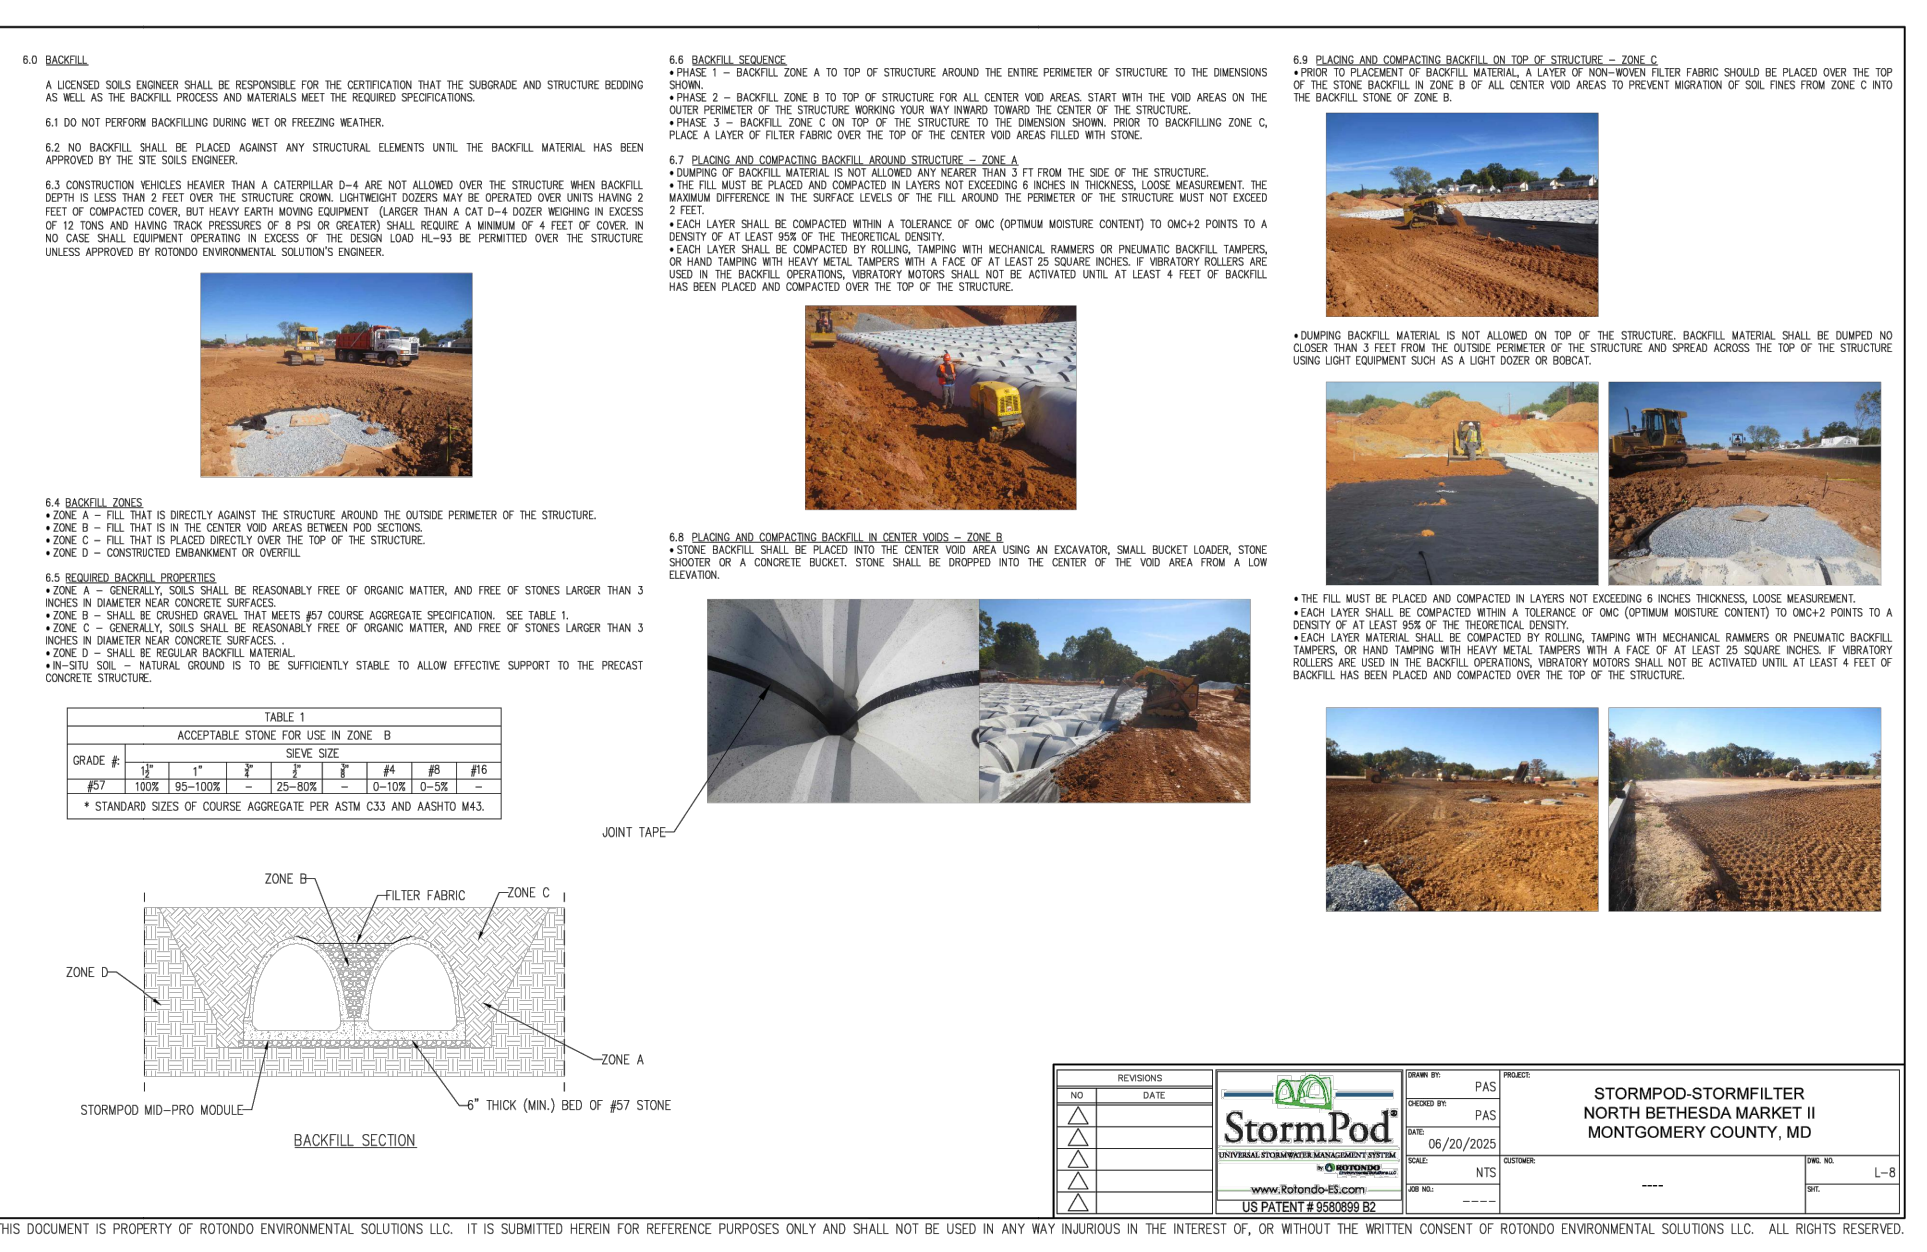 6.0 BACKFILL
A LICENSED SOILS ENGINEER SHALL BE RESPONSIBLE FOR THE CERTIFICATION THAT THE SUBGRADE AND STRUCTURE BEDDING
AS WELL AS THE BACKFILL PROCESS AND MATERIALS MEET THE REQUIRED SPECIFICATIONS.
6.1 DO NOT PERFORM BACKFILLING DURING WET OR FREEZING WEATHER.
6.2 NO BACKFILL SHALL BE PLACED AGAINST ANY STRUCTURAL ELEMENTS UNTIL THE BACKFILL MATERIAL HAS BEEN
APPROVED BY THE SITE SOILS ENGINEER.
6.3 CONSTRUCTION VEHICLES HEAVIER THAN A CATERPILLAR D-4 ARE NOT ALLOWED OVER THE STRUCTURE WHEN BACKFILL
DEPTH IS LESS THAN 2 FEET OVER THE STRUCTURE CROWN. LIGHTWEIGHT DOZERS MAY BE OPERATED OVER UNITS HAVING 2
FEET OF COMPACTED COVER, BUT HEAVY EARTH MOVING EQUIPMENT (LARGER THAN A CAT D-4 DOZER WEIGHING IN EXCESS
OF 12 TONS AND HAVING TRACK PRESSURES OF 8 PSI OR GREATER) SHALL REQUIRE A MINIMUM OF 4 FEET OF COVER. IN
NO CASE SHALL EQUIPMENT OPERATING IN EXCESS OF THE DESIGN LOAD HL-93 BE PERMITTED OVER THE STRUCTURE
UNLESS APPROVED BY ROTONDO ENVIRONMENTAL SOLUTION'S ENGINEER.
6.4 BACKFILL ZONES
• ZONE A - FILL THAT IS DIRECTLY AGAINST THE STRUCTURE AROUND THE OUTSIDE PERIMETER OF THE STRUCTURE.
• ZONE B - FILL THAT IS IN THE CENTER VOID AREAS BETWEEN POD SECTIONS.
• ZONE C - FILL THAT IS PLACED DIRECTLY OVER THE TOP OF THE STRUCTURE.
• ZONE D - CONSTRUCTED EMBANKMENT OR OVERFILL
6.5 REQUIRED BACKFILL PROPERTIES
• ZONE A - GENERALLY, SOILS SHALL BE REASONABLY FREE OF ORGANIC MATTER, AND FREE OF STONES LARGER THAN 3
INCHES IN DIAMETER NEAR CONCRETE SURFACES.
• ZONE B - SHALL BE CRUSHED GRAVEL THAT MEETS #57 COURSE AGGREGATE SPECIFICATION. SEE TABLE 1.
• ZONE C - GENERALLY, SOILS SHALL BE REASONABLY FREE OF ORGANIC MATTER, AND FREE OF STONES LARGER THAN 3
INCHES IN DIAMETER NEAR CONCRETE SURFACES. .
• ZONE D - SHALL BE REGULAR BACKFILL MATERIAL.
• IN-SITU SOIL - NATURAL GROUND IS TO BE SUFFICIENTLY STABLE TO ALLOW EFFECTIVE SUPPORT TO THE PRECAST
CONCRETE STRUCTURE.
TABLE 1
ACCEPTABLE STONE FOR USE IN ZONE B
GRADE #: SIEVE SIZE
1½" 1" ¾" ½" ⅜" #4 #8 #16
#57 100% 95-100% - 25-80% - 0-10% 0-5% -
* STANDARD SIZES OF COURSE AGGREGATE PER ASTM C33 AND AASHTO M43.
ZONE B
FILTER FABRIC
ZONE C
ZONE D
ZONE A
STORMPOD MID-PRO MODULE
6" THICK (MIN.) BED OF #57 STONE
BACKFILL SECTION
6.6 BACKFILL SEQUENCE
• PHASE 1 - BACKFILL ZONE A TO TOP OF STRUCTURE AROUND THE ENTIRE PERIMETER OF STRUCTURE TO THE DIMENSIONS
SHOWN.
• PHASE 2 - BACKFILL ZONE B TO TOP OF STRUCTURE FOR ALL CENTER VOID AREAS. START WITH THE VOID AREAS ON THE
OUTER PERIMETER OF THE STRUCTURE WORKING YOUR WAY INWARD TOWARD THE CENTER OF THE STRUCTURE.
• PHASE 3 - BACKFILL ZONE C ON TOP OF THE STRUCTURE TO THE DIMENSION SHOWN. PRIOR TO BACKFILLING ZONE C,
PLACE A LAYER OF FILTER FABRIC OVER THE TOP OF THE CENTER VOID AREAS FILLED WITH STONE.
6.7 PLACING AND COMPACTING BACKFILL AROUND STRUCTURE - ZONE A
• DUMPING OF BACKFILL MATERIAL IS NOT ALLOWED ANY NEARER THAN 3 FT FROM THE SIDE OF THE STRUCTURE.
• THE FILL MUST BE PLACED AND COMPACTED IN LAYERS NOT EXCEEDING 6 INCHES IN THICKNESS, LOOSE MEASUREMENT. THE
MAXIMUM DIFFERENCE IN THE SURFACE LEVELS OF THE FILL AROUND THE PERIMETER OF THE STRUCTURE MUST NOT EXCEED
2 FEET.
• EACH LAYER SHALL BE COMPACTED WITHIN A TOLERANCE OF OMC (OPTIMUM MOISTURE CONTENT) TO OMC+2 POINTS TO A
DENSITY OF AT LEAST 95% OF THE THEORETICAL DENSITY.
• EACH LAYER SHALL BE COMPACTED BY ROLLING, TAMPING WITH MECHANICAL RAMMERS OR PNEUMATIC BACKFILL TAMPERS,
OR HAND TAMPING WITH HEAVY METAL TAMPERS WITH A FACE OF AT LEAST 25 SQUARE INCHES. IF VIBRATORY ROLLERS ARE
USED IN THE BACKFILL OPERATIONS, VIBRATORY MOTORS SHALL NOT BE ACTIVATED UNTIL AT LEAST 4 FEET OF BACKFILL
HAS BEEN PLACED AND COMPACTED OVER THE TOP OF THE STRUCTURE.
6.8 PLACING AND COMPACTING BACKFILL IN CENTER VOIDS - ZONE B
• STONE BACKFILL SHALL BE PLACED INTO THE CENTER VOID AREA USING AN EXCAVATOR, SMALL BUCKET LOADER, STONE
SHOOTER OR A CONCRETE BUCKET. STONE SHALL BE DROPPED INTO THE CENTER OF THE VOID AREA FROM A LOW
ELEVATION.
JOINT TAPE
6.9 PLACING AND COMPACTING BACKFILL ON TOP OF STRUCTURE - ZONE C
• PRIOR TO PLACEMENT OF BACKFILL MATERIAL, A LAYER OF NON-WOVEN FILTER FABRIC SHOULD BE PLACED OVER THE TOP
OF THE STONE BACKFILL IN ZONE B OF ALL CENTER VOID AREAS TO PREVENT MIGRATION OF SOIL FINES FROM ZONE C INTO
THE BACKFILL STONE OF ZONE B.
• DUMPING BACKFILL MATERIAL IS NOT ALLOWED ON TOP OF THE STRUCTURE. BACKFILL MATERIAL SHALL BE DUMPED NO
CLOSER THAN 3 FEET FROM THE OUTSIDE PERIMETER OF THE STRUCTURE AND SPREAD ACROSS THE TOP OF THE STRUCTURE
USING LIGHT EQUIPMENT SUCH AS A LIGHT DOZER OR BOBCAT.
• THE FILL MUST BE PLACED AND COMPACTED IN LAYERS NOT EXCEEDING 6 INCHES THICKNESS, LOOSE MEASUREMENT.
• EACH LAYER SHALL BE COMPACTED WITHIN A TOLERANCE OF OMC (OPTIMUM MOISTURE CONTENT) TO OMC+2 POINTS TO A
DENSITY OF AT LEAST 95% OF THE THEORETICAL DENSITY.
• EACH LAYER MATERIAL SHALL BE COMPACTED BY ROLLING, TAMPING WITH MECHANICAL RAMMERS OR PNEUMATIC BACKFILL
TAMPERS, OR HAND TAMPING WITH HEAVY METAL TAMPERS WITH A FACE OF AT LEAST 25 SQUARE INCHES. IF VIBRATORY
ROLLERS ARE USED IN THE BACKFILL OPERATIONS, VIBRATORY MOTORS SHALL NOT BE ACTIVATED UNTIL AT LEAST 4 FEET OF
BACKFILL HAS BEEN PLACED AND COMPACTED OVER THE TOP OF THE STRUCTURE.
REVISIONS
NO DATE
StormPod®
UNIVERSAL STORMWATER MANAGEMENT SYSTEM
By: ROTONDO
Environmental Solutions LLC
www.Rotondo-ES.com
US PATENT # 9580899 B2
DRAWN BY: PAS
CHECKED BY: PAS
DATE: 06/20/2025
SCALE: NTS
JOB NO.: ----
PROJECT:
STORMPOD-STORMFILTER
NORTH BETHESDA MARKET II
MONTGOMERY COUNTY, MD
CUSTOMER: ----
DWG. NO. L-8
SHT.
THIS DOCUMENT IS PROPERTY OF ROTONDO ENVIRONMENTAL SOLUTIONS LLC. IT IS SUBMITTED HEREIN FOR REFERENCE PURPOSES ONLY AND SHALL NOT BE USED IN ANY WAY INJURIOUS IN THE INTEREST OF, OR WITHOUT THE WRITTEN CONSENT OF ROTONDO ENVIRONMENTAL SOLUTIONS LLC. ALL RIGHTS RESERVED.